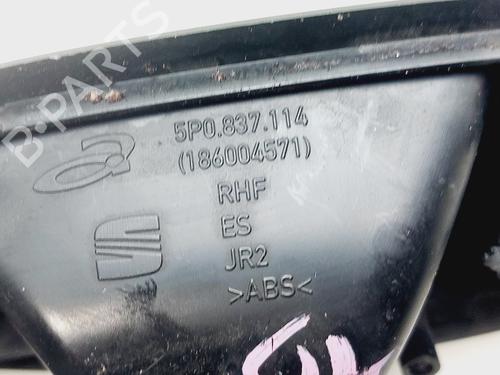 B-PARTS
5P0.837.114
(186004571)
RHF
ES
JR2
>ABS<